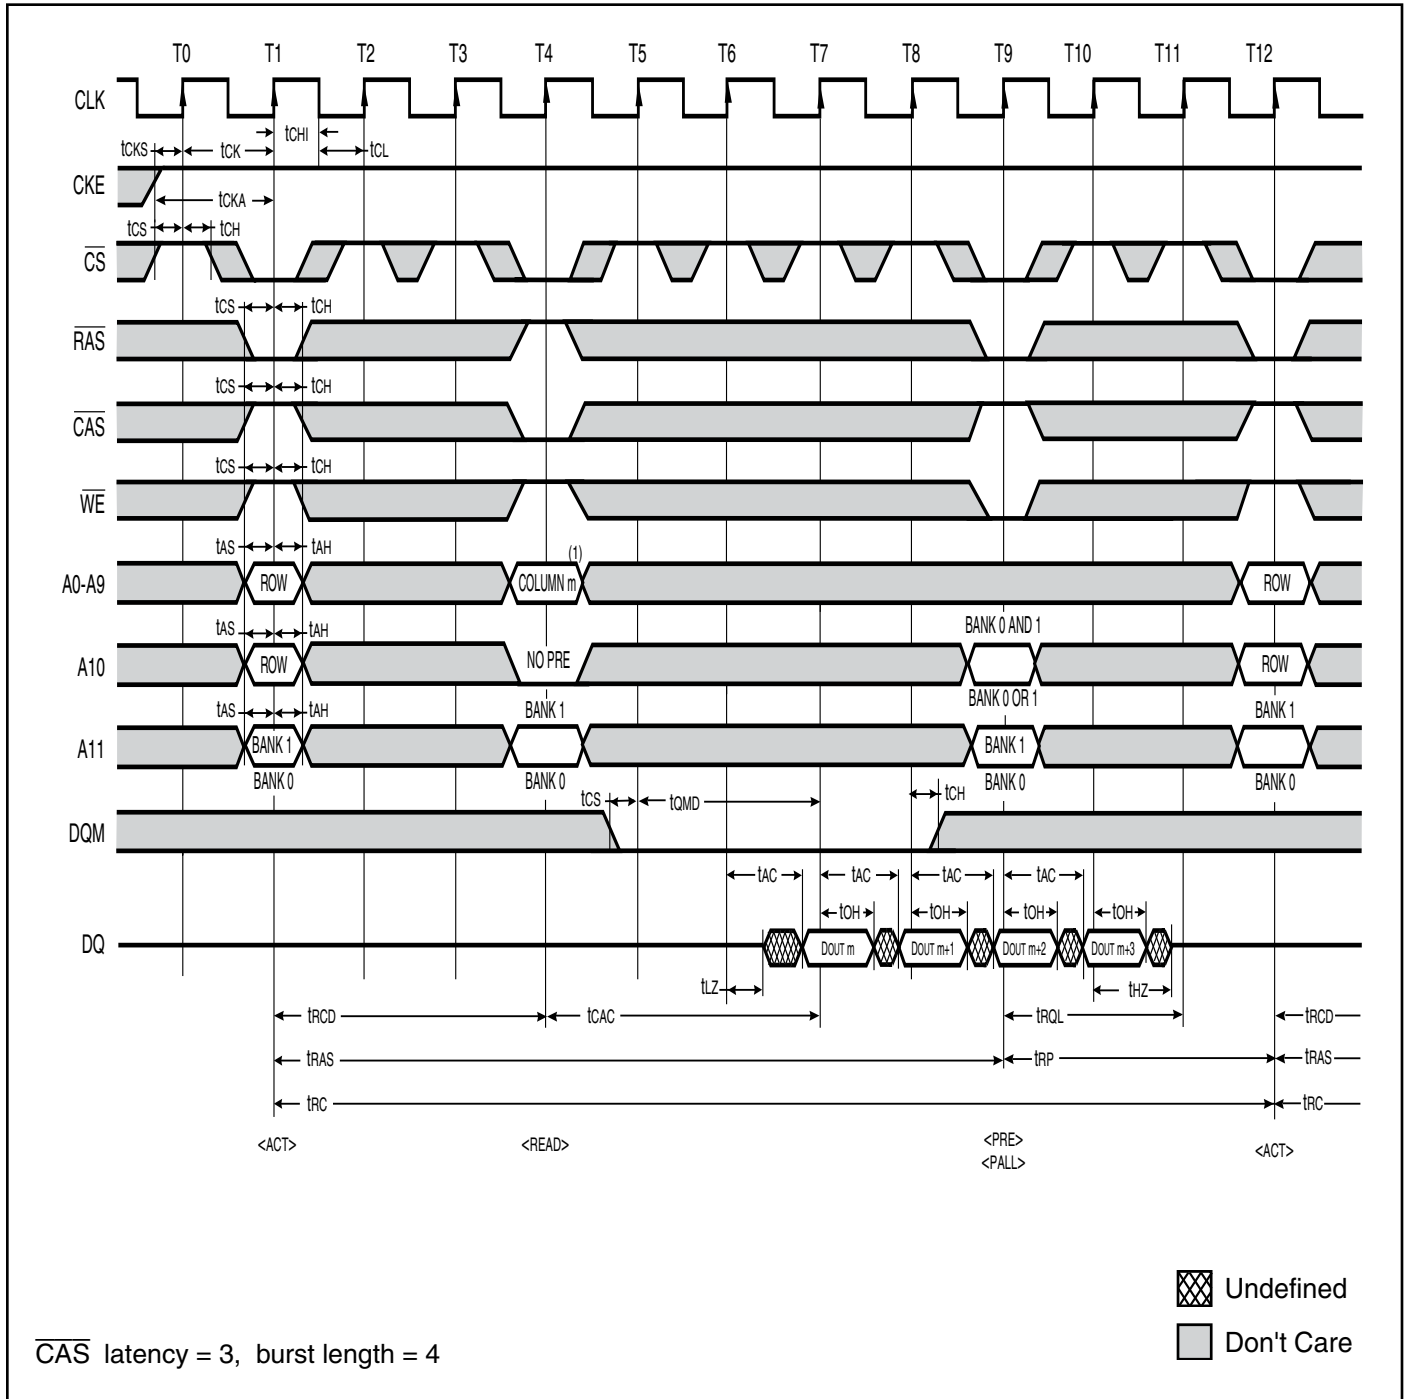 T0 T1 T2 T3 T4 T5 T6 T7 T8 T9 T10 T11 T12
CLK
tCHI
tCKS tCK tCL
CKE
tCKA
tCS tCH
CS
tCS tCH
RAS
tCS tCH
CAS
tCS tCH
WE
tAS tAH (1)
A0-A9 ROW COLUMN m ROW
BANK 0 AND 1
tAS tAH
A10 ROW NO PRE ROW
BANK 0 OR 1
tAS tAH BANK 1 BANK 1
A11 BANK 1 BANK 1
BANK 0 BANK 0 BANK 0 BANK 0
tCS tQMD tCH
DQM
tAC tAC tAC tAC
tOH tOH tOH tOH
DQ DOUT m DOUT m+1 DOUT m+2 DOUT m+3
tLZ tHZ
tRCD tCAC tRQL tRCD
tRAS tRP tRAS
tRC tRC
<ACT> <READ> <PRE> <ACT>
<PALL>
Undefined
Don't Care
CAS latency = 3, burst length = 4